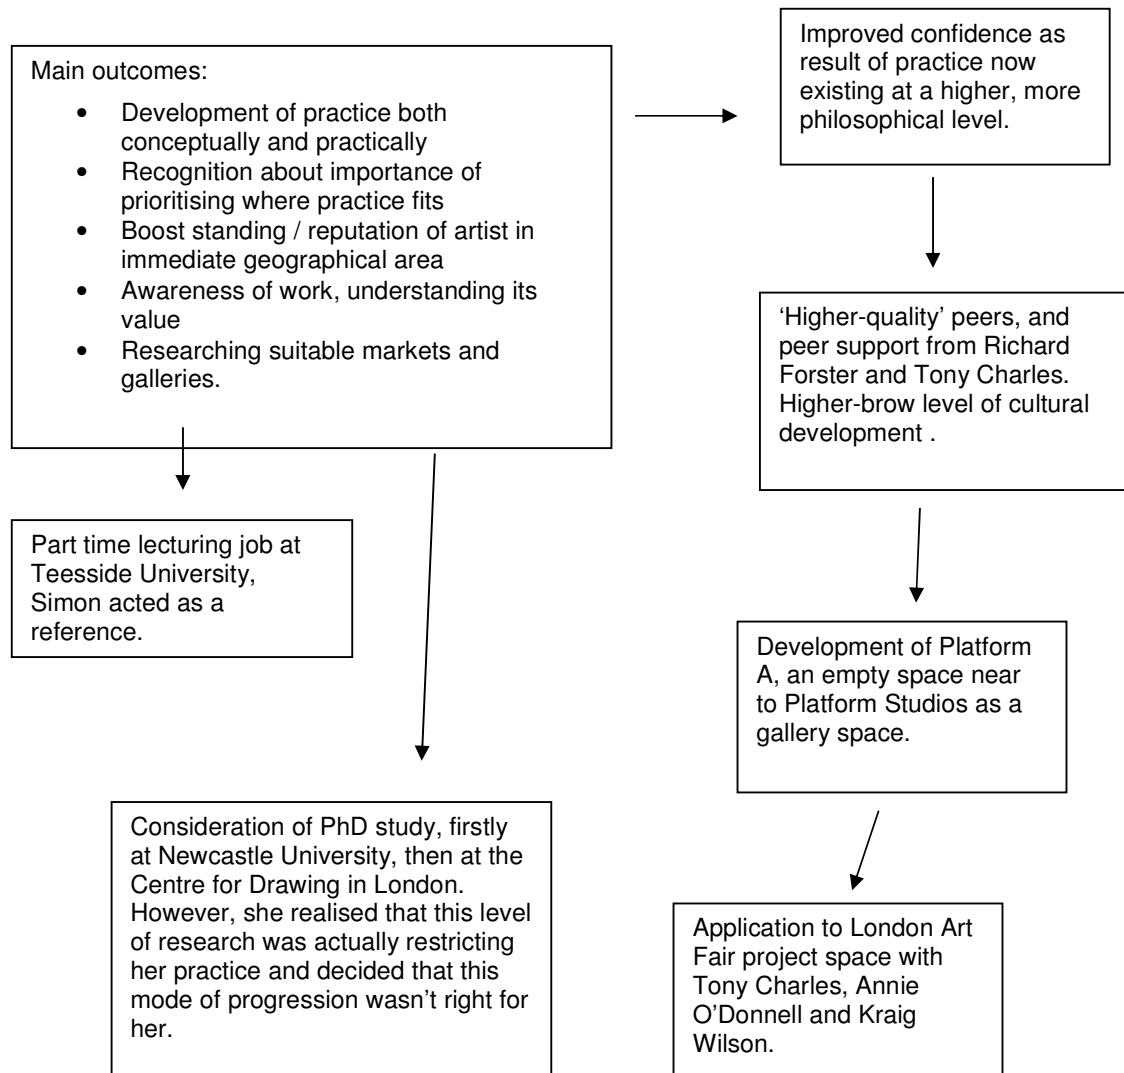 Main outcomes:
• Development of practice both
conceptually and practically
• Recognition about importance of
prioritising where practice fits
• Boost standing / reputation of artist in
immediate geographical area
• Awareness of work, understanding its
value
• Researching suitable markets and
galleries.
Improved confidence as
result of practice now
existing at a higher, more
philosophical level.
‘Higher-quality’ peers, and
peer support from Richard
Forster and Tony Charles.
Higher-brow level of cultural
development .
Part time lecturing job at
Teesside University,
Simon acted as a
reference.
Development of Platform
A, an empty space near
to Platform Studios as a
gallery space.
Consideration of PhD study, firstly
at Newcastle University, then at the
Centre for Drawing in London.
However, she realised that this level
of research was actually restricting
her practice and decided that this
mode of progression wasn’t right for
her.
Application to London Art
Fair project space with
Tony Charles, Annie
O’Donnell and Kraig
Wilson.